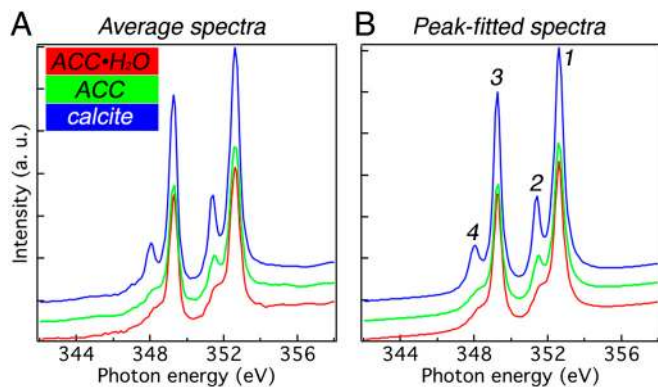 A Average spectra
B Peak-fitted spectra
ACC•H₂O
ACC
calcite
Intensity (a. u.)
1
3
2
4
344 348 352 356
344 348 352 356
Photon energy (eV)
Photon energy (eV)